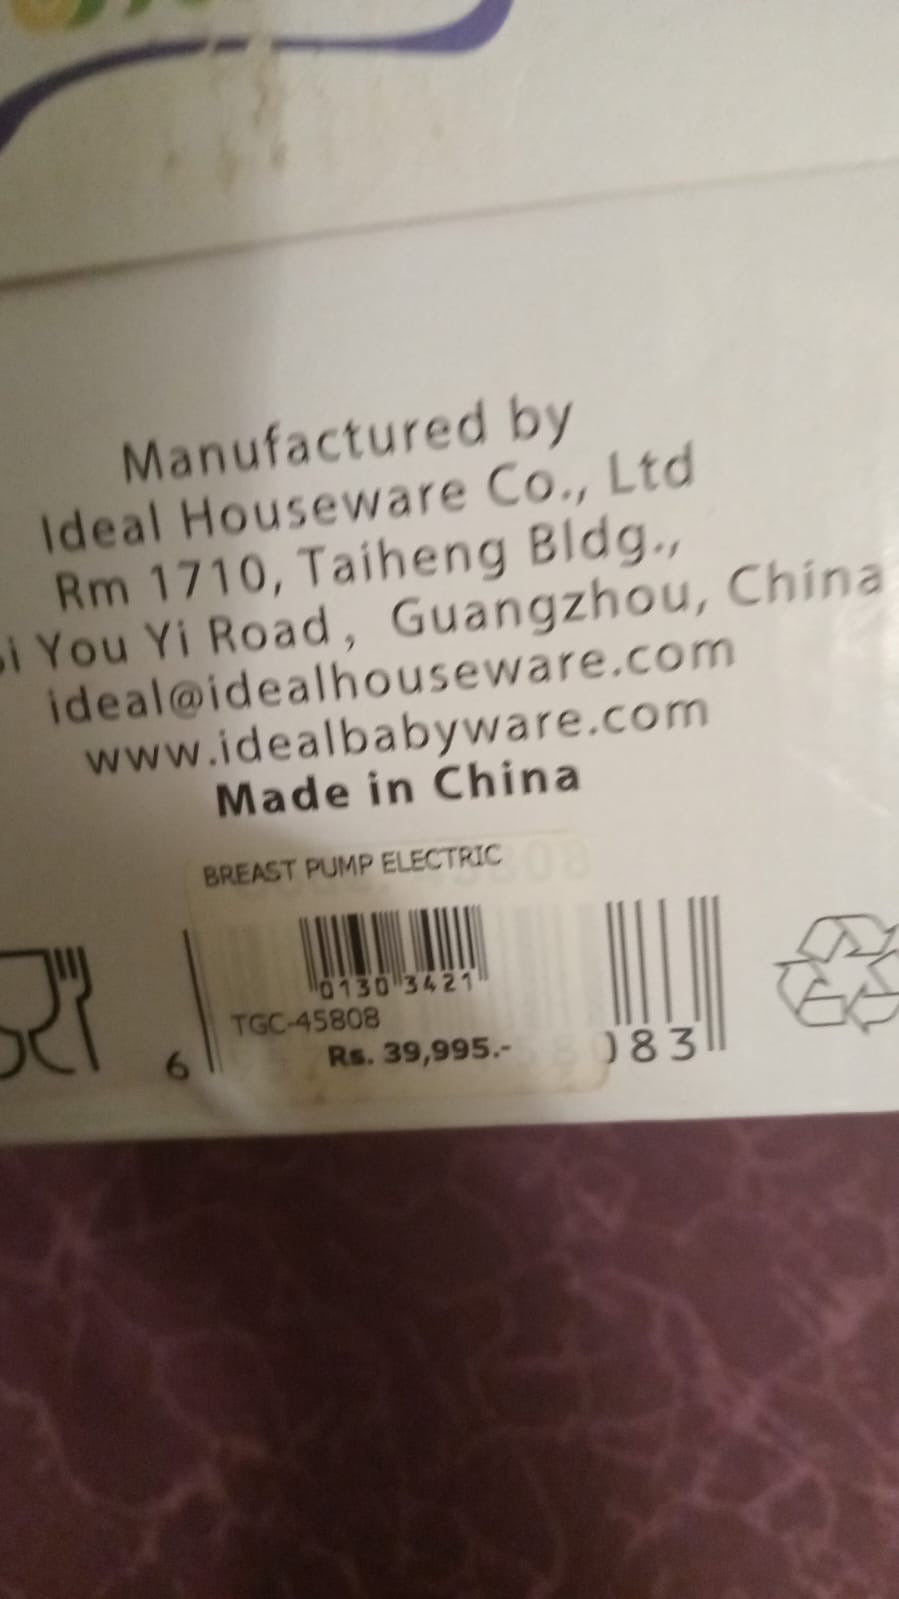 Manufactured by
Ideal Houseware Co., Ltd
Rm 1710, Taiheng Bldg.,
You Yi Road, Guangzhou, China
ideal@idealhouseware.com
www.idealbabyware.com
Made in China
BREAST PUMP ELECTRIC
0130 3421
TGC-45808
Rs. 39,995.-
6
83